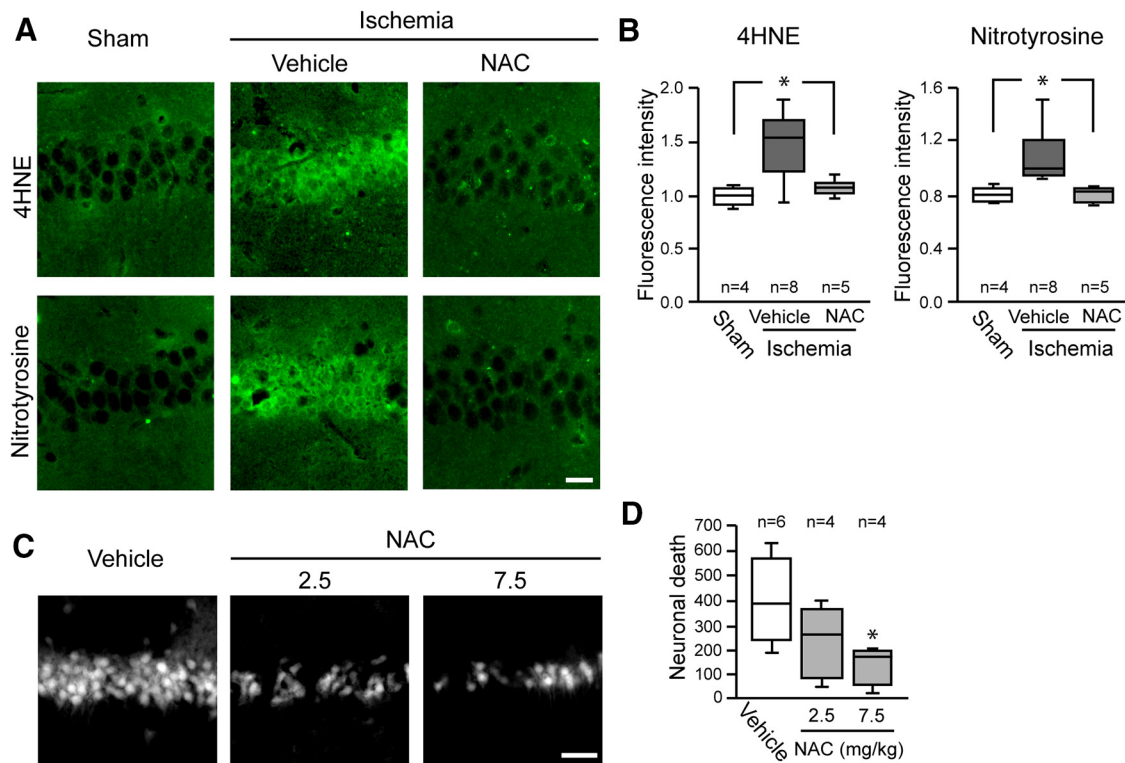 A
Sham
Ischemia
Vehicle
NAC
4HNE
Nitrotyrosine
B
4HNE
Fluorescence intensity
2.0
1.5
1.0
0.5
0.0
*
n=4
n=8
n=5
Sham
Vehicle
NAC
Ischemia
Nitrotyrosine
Fluorescence intensity
1.6
1.2
0.8
0.4
0.0
*
n=4
n=8
n=5
Sham
Vehicle
NAC
Ischemia
C
Vehicle
NAC
2.5
7.5
D
Neuronal death
700
600
500
400
300
200
100
0
n=6
n=4
n=4
*
Vehicle
2.5
7.5
NAC (mg/kg)